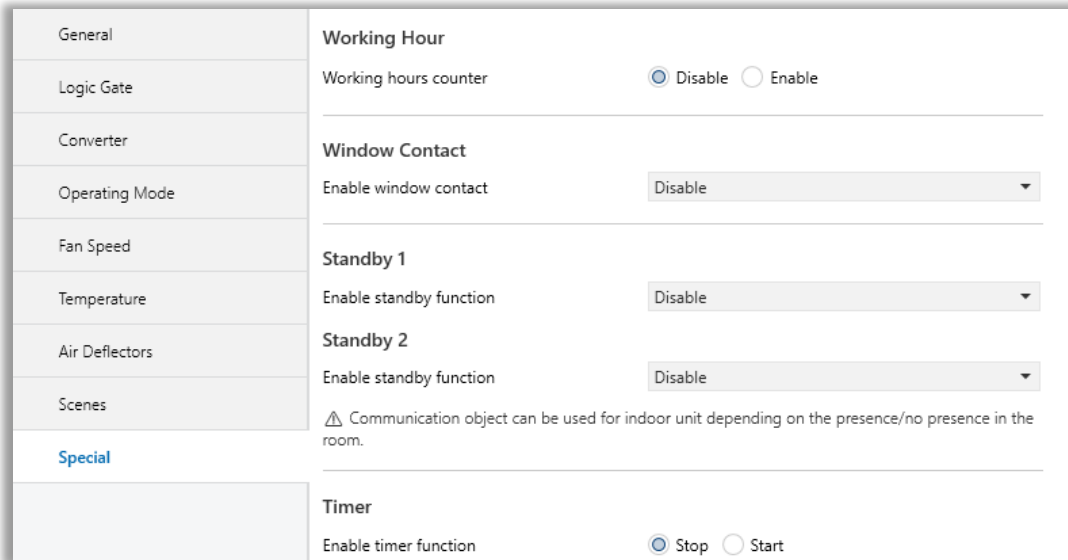 General
Logic Gate
Converter
Operating Mode
Fan Speed
Temperature
Air Deflectors
Scenes
Special
Working Hour
Working hours counter Disable Enable
Window Contact
Enable window contact Disable
Standby 1
Enable standby function Disable
Standby 2
Enable standby function Disable
⚠ Communication object can be used for indoor unit depending on the presence/no presence in the
room.
Timer
Enable timer function Stop Start